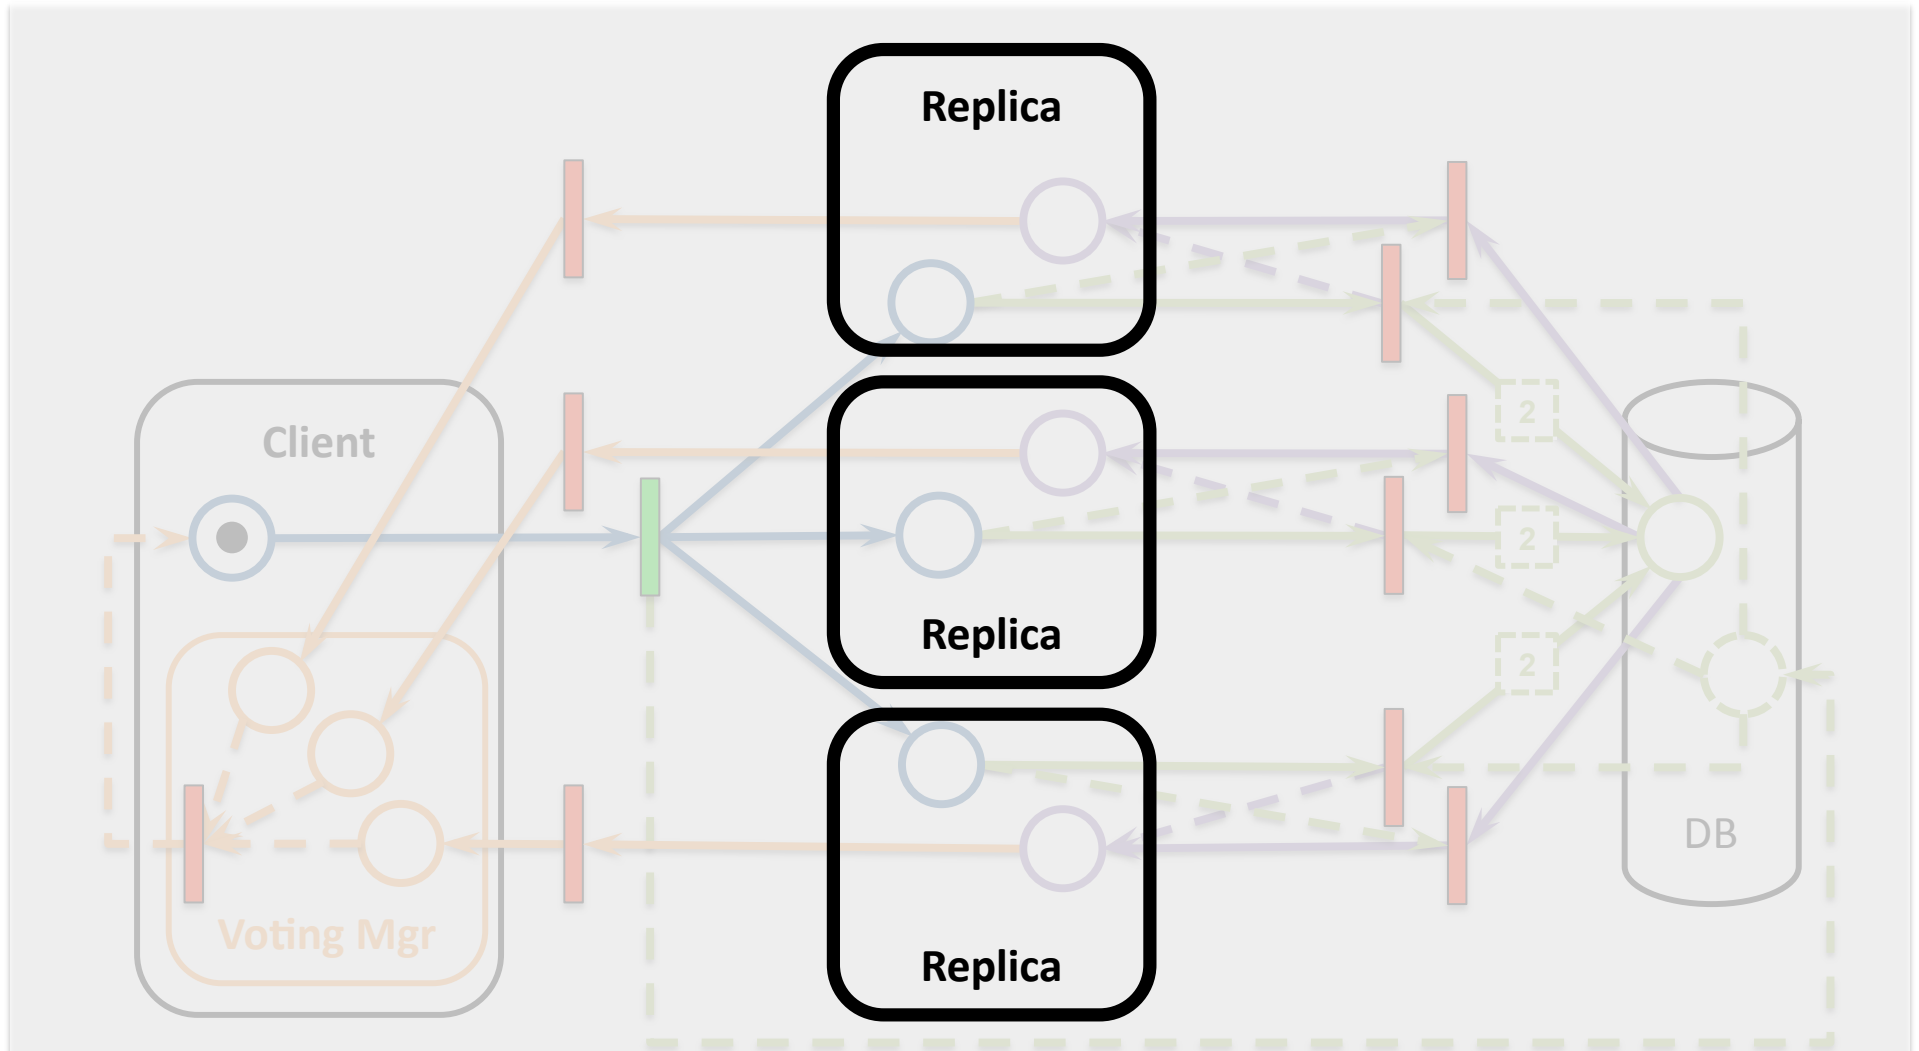 Replica
Client
2
2
Replica
2
DB
Voting Mgr
Replica